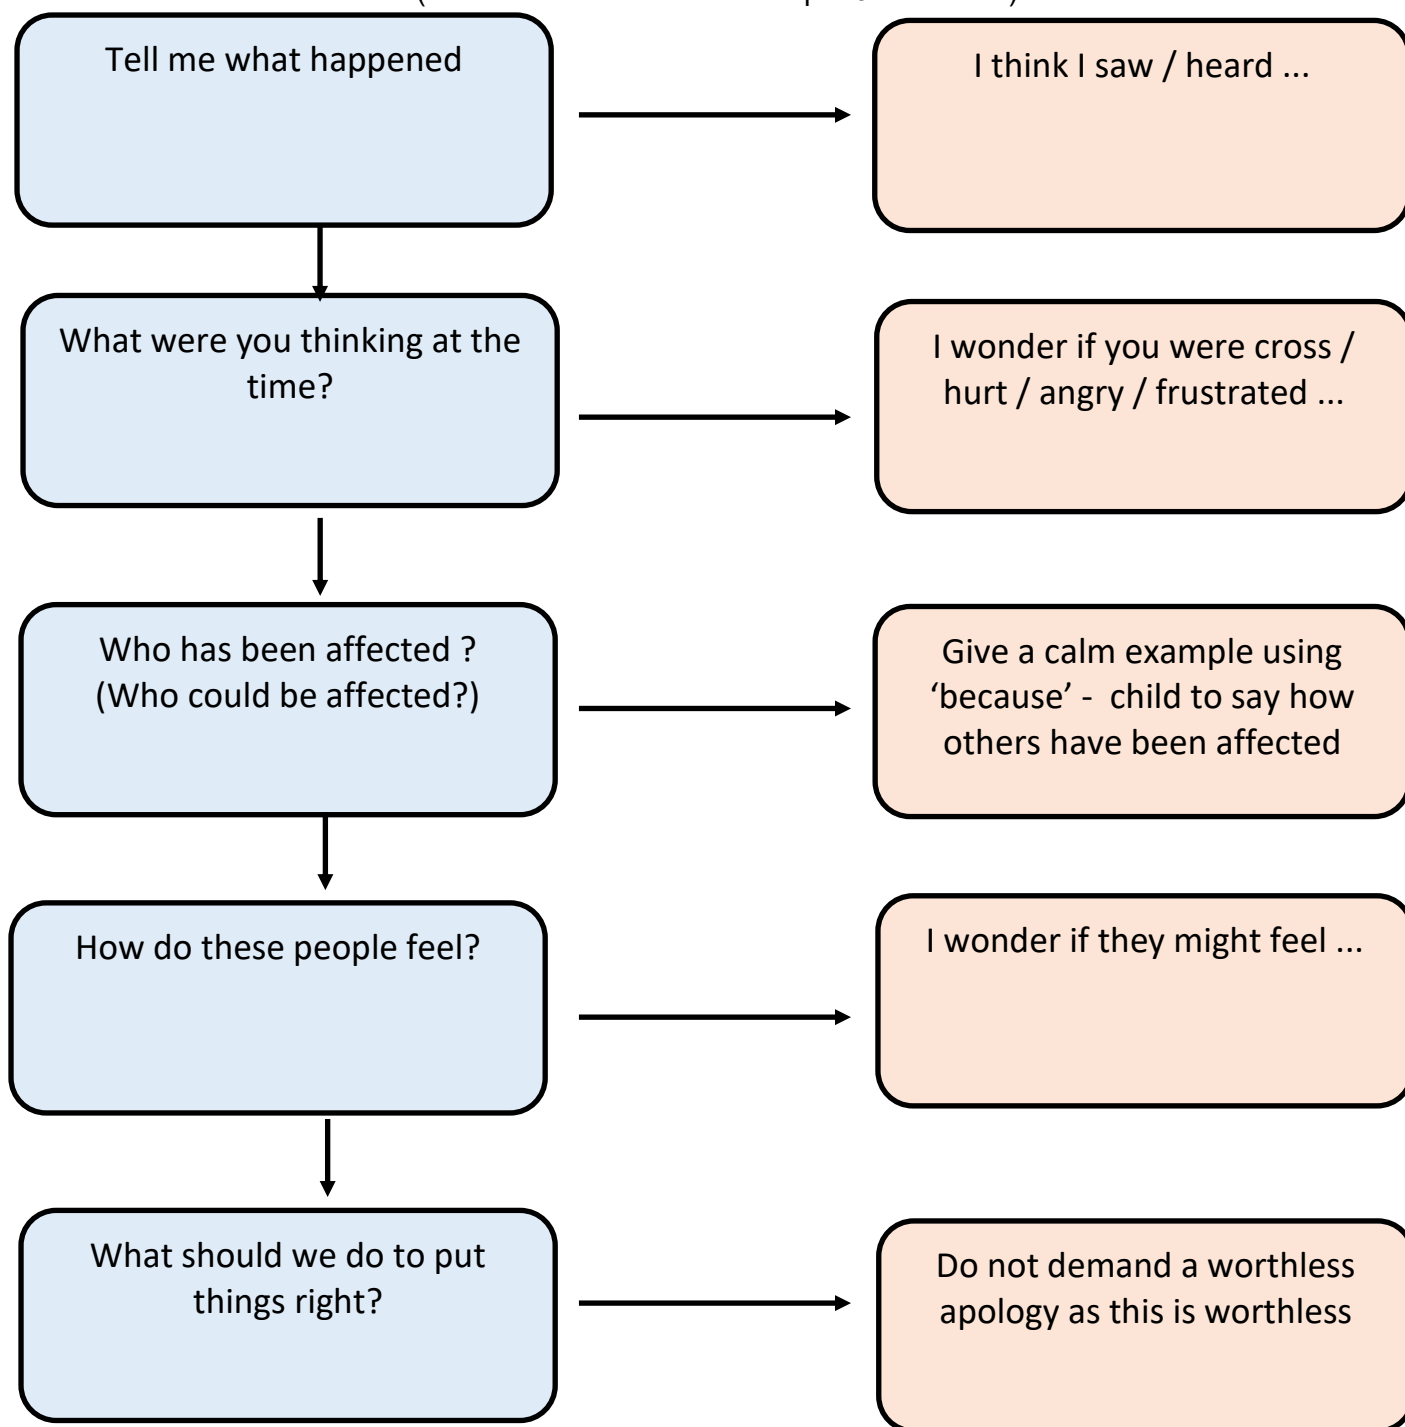 Tell me what happened
I think I saw / heard ...
What were you thinking at the
time?
I wonder if you were cross /
hurt / angry / frustrated ...
Who has been affected ?
(Who could be affected?)
Give a calm example using
‘because’ -  child to say how
others have been affected
How do these people feel?
I wonder if they might feel ...
What should we do to put
things right?
Do not demand a worthless
apology as this is worthless